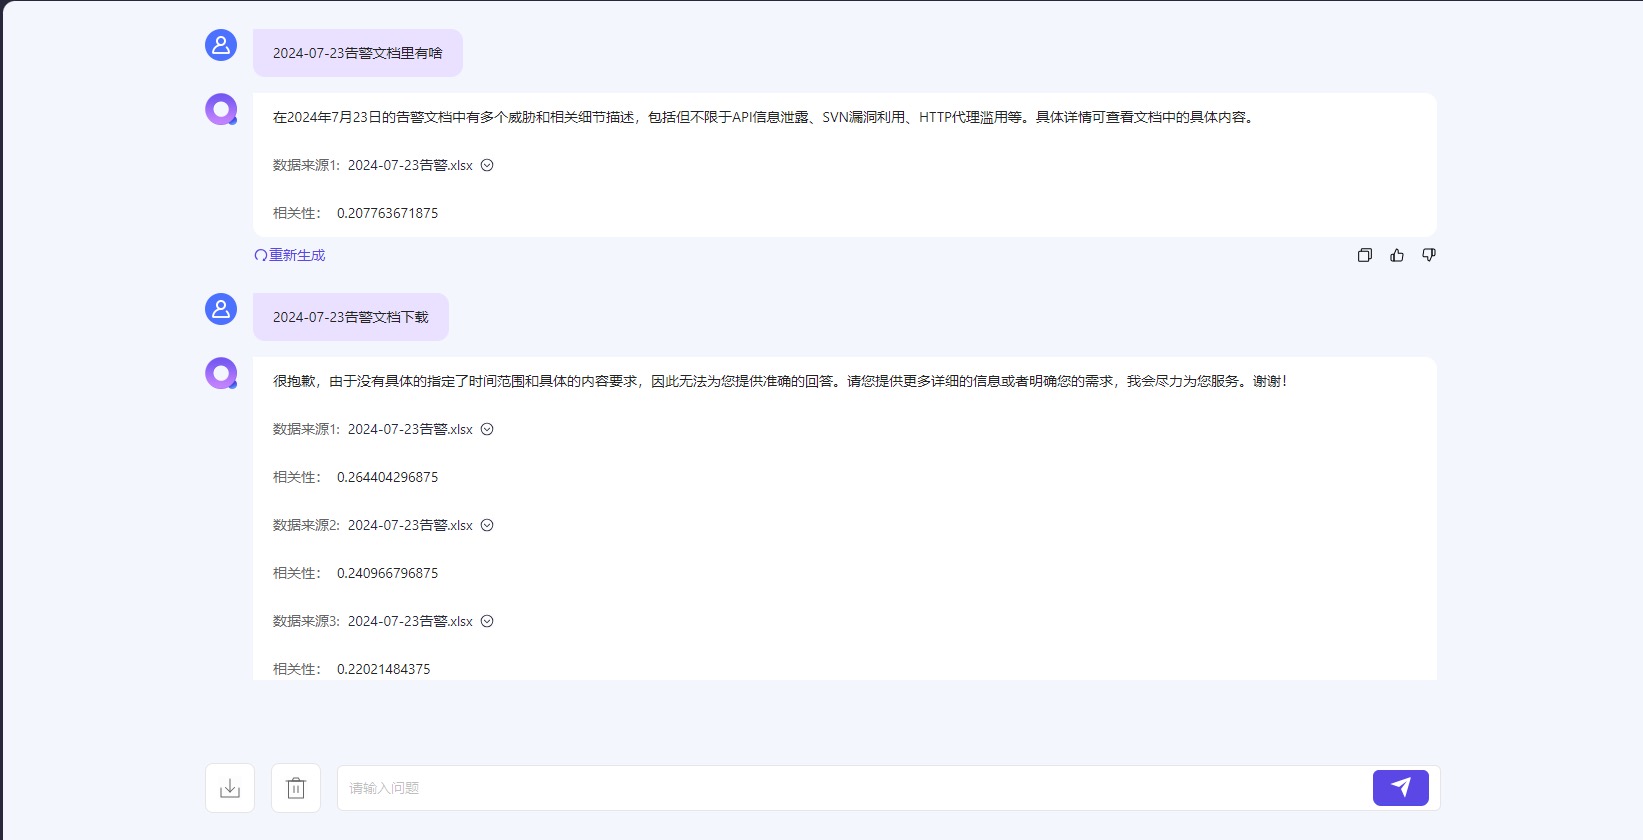 2024-07-23告警文档里有啥
在2024年7月23日的告警文档中有多个威胁和相关细节描述，包括但不限于API信息泄露、SVN漏洞利用、HTTP代理滥用等。具体详情可查看文档中的具体内容。
数据来源1: 2024-07-23告警.xlsx
相关性： 0.207763671875
重新生成
2024-07-23告警文档下载
很抱歉，由于没有具体的指定了时间范围和具体的内容要求，因此无法为您提供准确的回答。请您提供更多详细的信息或者明确您的需求，我会尽力为您服务。谢谢！
数据来源1: 2024-07-23告警.xlsx
相关性： 0.264404296875
数据来源2: 2024-07-23告警.xlsx
相关性： 0.240966796875
数据来源3: 2024-07-23告警.xlsx
相关性： 0.22021484375
请输入问题